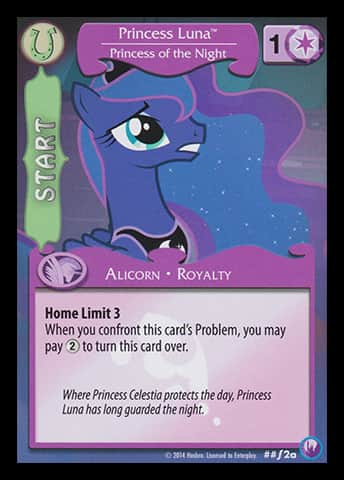 Princess Luna™
Princess of the Night
1
START
ALICORN • ROYALTY
Home Limit 3
When you confront this card's Problem, you may
pay 2 to turn this card over.
Where Princess Celestia protects the day, Princess
Luna has long guarded the night.
© 2014 Hasbro. Licensed to Enterplay. ##ƒ2a